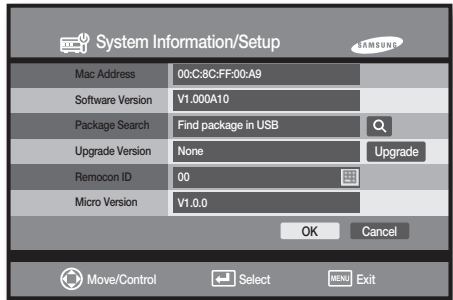 System Information/Setup
SAMSUNG
Mac Address 00:C:8C:FF:00:A9
Software Version V1.000A10
Package Search Find package in USB
Upgrade Version None Upgrade
Remocon ID 00
Micro Version V1.0.0
OK Cancel
Move/Control Select MENU Exit